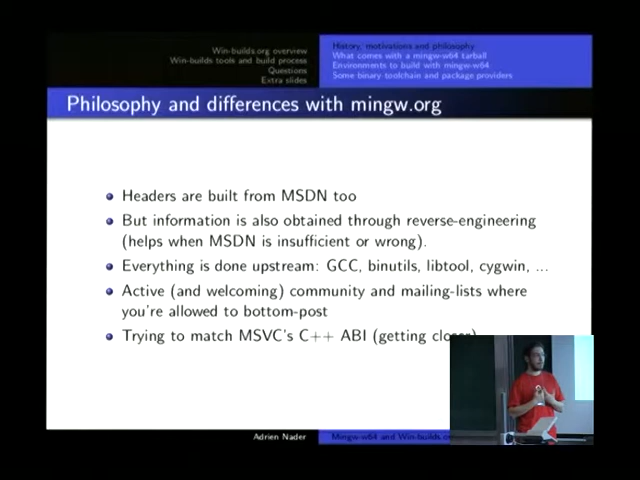 Win-builds.org overview
Win-builds tools and build process
Questions
Extra slides
History, motivations and philosophy
What comes with a mingw-w64 tarball
Environments to build with mingw-w64
Some binary toolchain and package providers
Philosophy and differences with mingw.org
Headers are built from MSDN too
But information is also obtained through reverse-engineering
(helps when MSDN is insufficient or wrong).
Everything is done upstream: GCC, binutils, libtool, cygwin, ...
Active (and welcoming) community and mailing-lists where
you're allowed to bottom-post
Trying to match MSVC's C++ ABI (getting closer)
Adrien Nader
Mingw-w64 and Win-builds.o